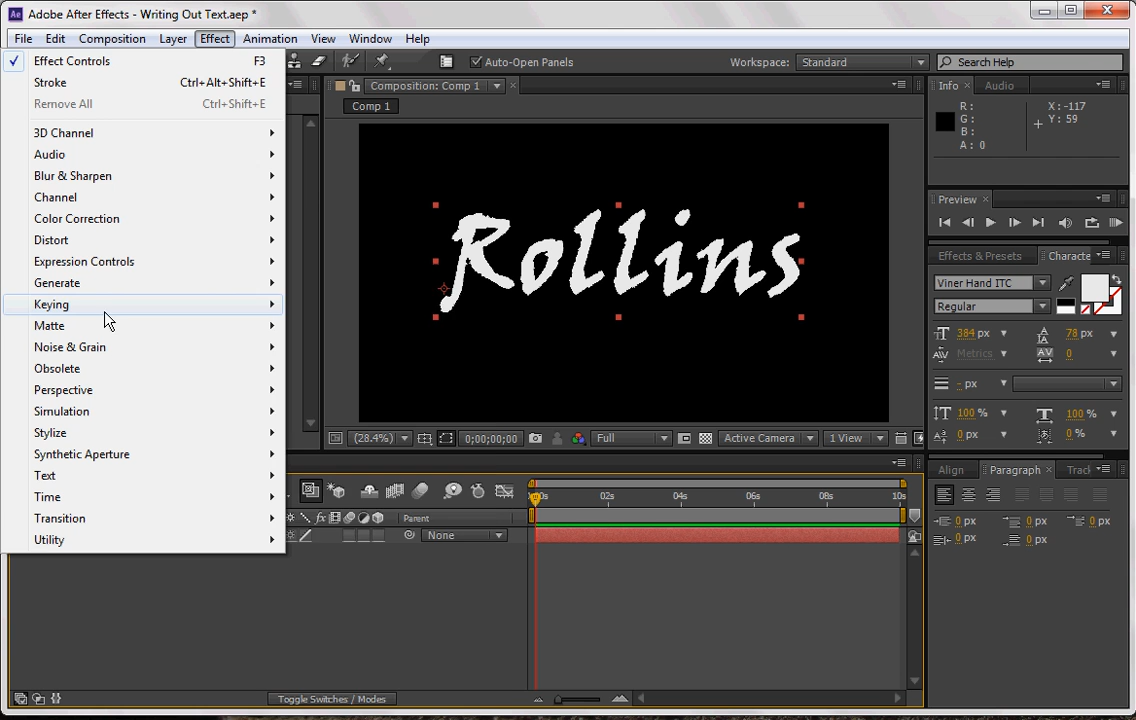 Adobe After Effects - Writing Out Text.aep *
File Edit Composition Layer Effect Animation View Window Help
Auto-Open Panels
Workspace: Standard
Search Help
Effect Controls F3
Stroke Ctrl+Alt+Shift+E
Remove All Ctrl+Shift+E
3D Channel
Audio
Blur & Sharpen
Channel
Color Correction
Distort
Expression Controls
Generate
Keying
Matte
Noise & Grain
Obsolete
Perspective
Simulation
Stylize
Synthetic Aperture
Text
Time
Transition
Utility
Composition: Comp 1
Comp 1
Rollins
(28.4%) 0;00;00;00 Full Active Camera 1 View
Info Audio
R: X: -117
G: Y: 59
B:
A: 0
Preview
Effects & Presets Characte
Viner Hand ITC
Regular
384 px 78 px
Metrics 0
- px
100 % 100 %
0 px 0 %
Align Paragraph Track
0 px 0 px 0 px
0 px 0 px
02s 04s 06s 08s 10s
Parent
None
Toggle Switches / Modes